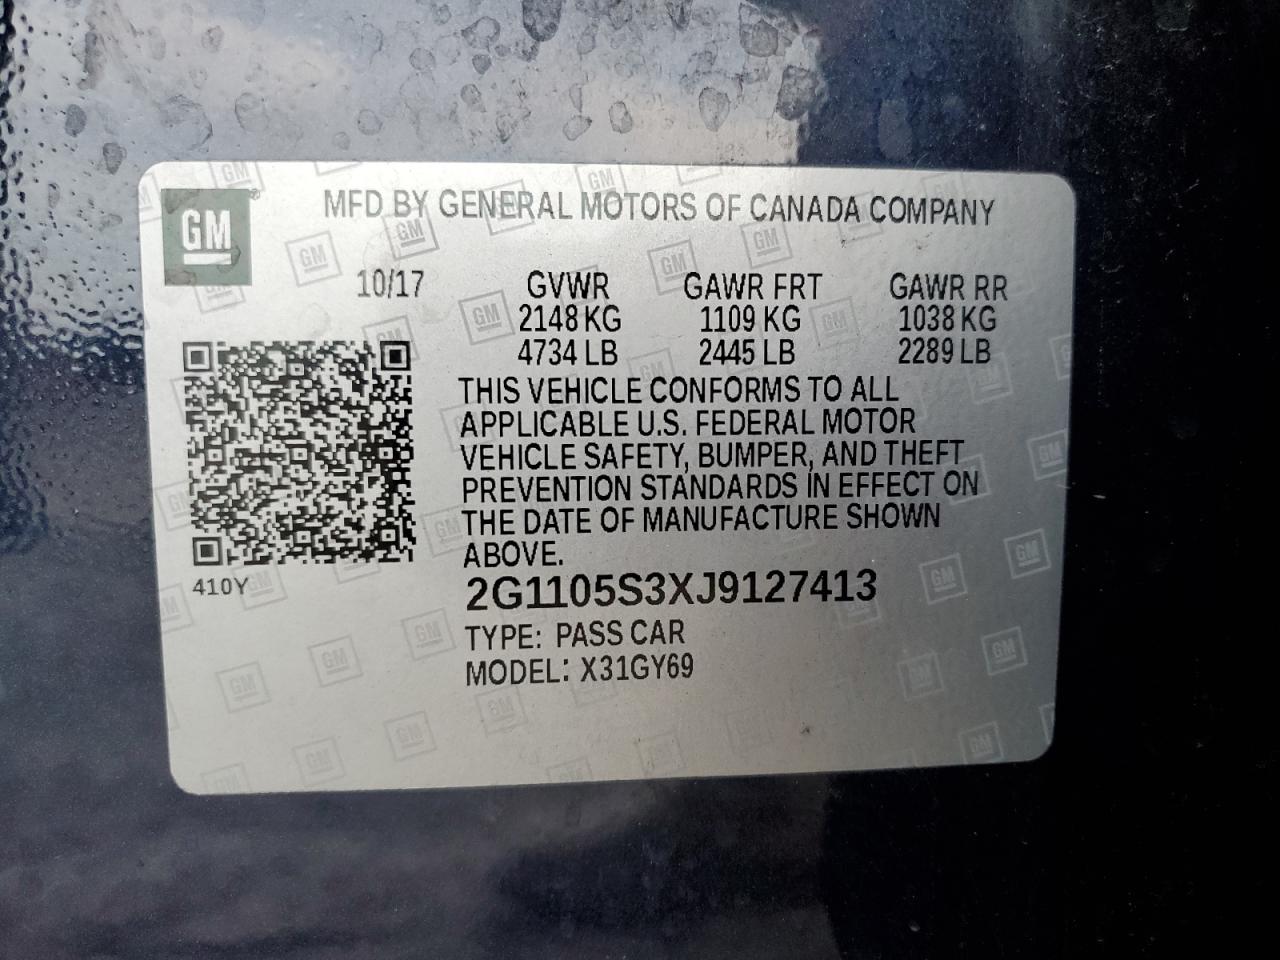 GM
MFD BY GENERAL MOTORS OF CANADA COMPANY
10/17 GVWR GAWR FRT GAWR RR
2148 KG 1109 KG 1038 KG
4734 LB 2445 LB 2289 LB
THIS VEHICLE CONFORMS TO ALL
APPLICABLE U.S. FEDERAL MOTOR
VEHICLE SAFETY, BUMPER, AND THEFT
PREVENTION STANDARDS IN EFFECT ON
THE DATE OF MANUFACTURE SHOWN
ABOVE.
410Y
2G1105S3XJ9127413
TYPE: PASS CAR
MODEL: X31GY69